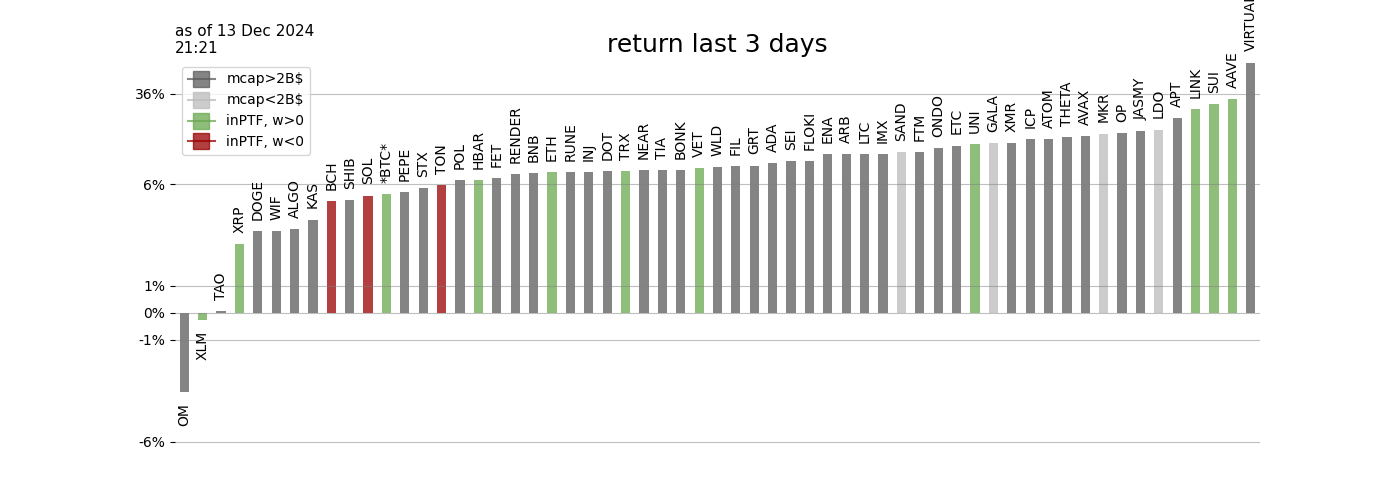 as of 13 Dec 2024
21:21
return last 3 days
mcap>2B$
mcap<2B$
inPTF, w>0
inPTF, w<0
36%
6%
1%
0%
-1%
-6%
OM
XLM
TAO
XRP
DOGE
WIF
ALGO
KAS
BCH
SHIB
SOL
*BTC*
PEPE
STX
TON
POL
HBAR
FET
RENDER
BNB
ETH
RUNE
INJ
DOT
TRX
NEAR
TIA
BONK
VET
WLD
FIL
GRT
ADA
SEI
FLOKI
ENA
ARB
LTC
IMX
SAND
FTM
ONDO
ETC
UNI
GALA
XMR
ICP
ATOM
THETA
AVAX
MKR
OP
JASMY
LDO
APT
LINK
SUI
AAVE
VIRTUAL